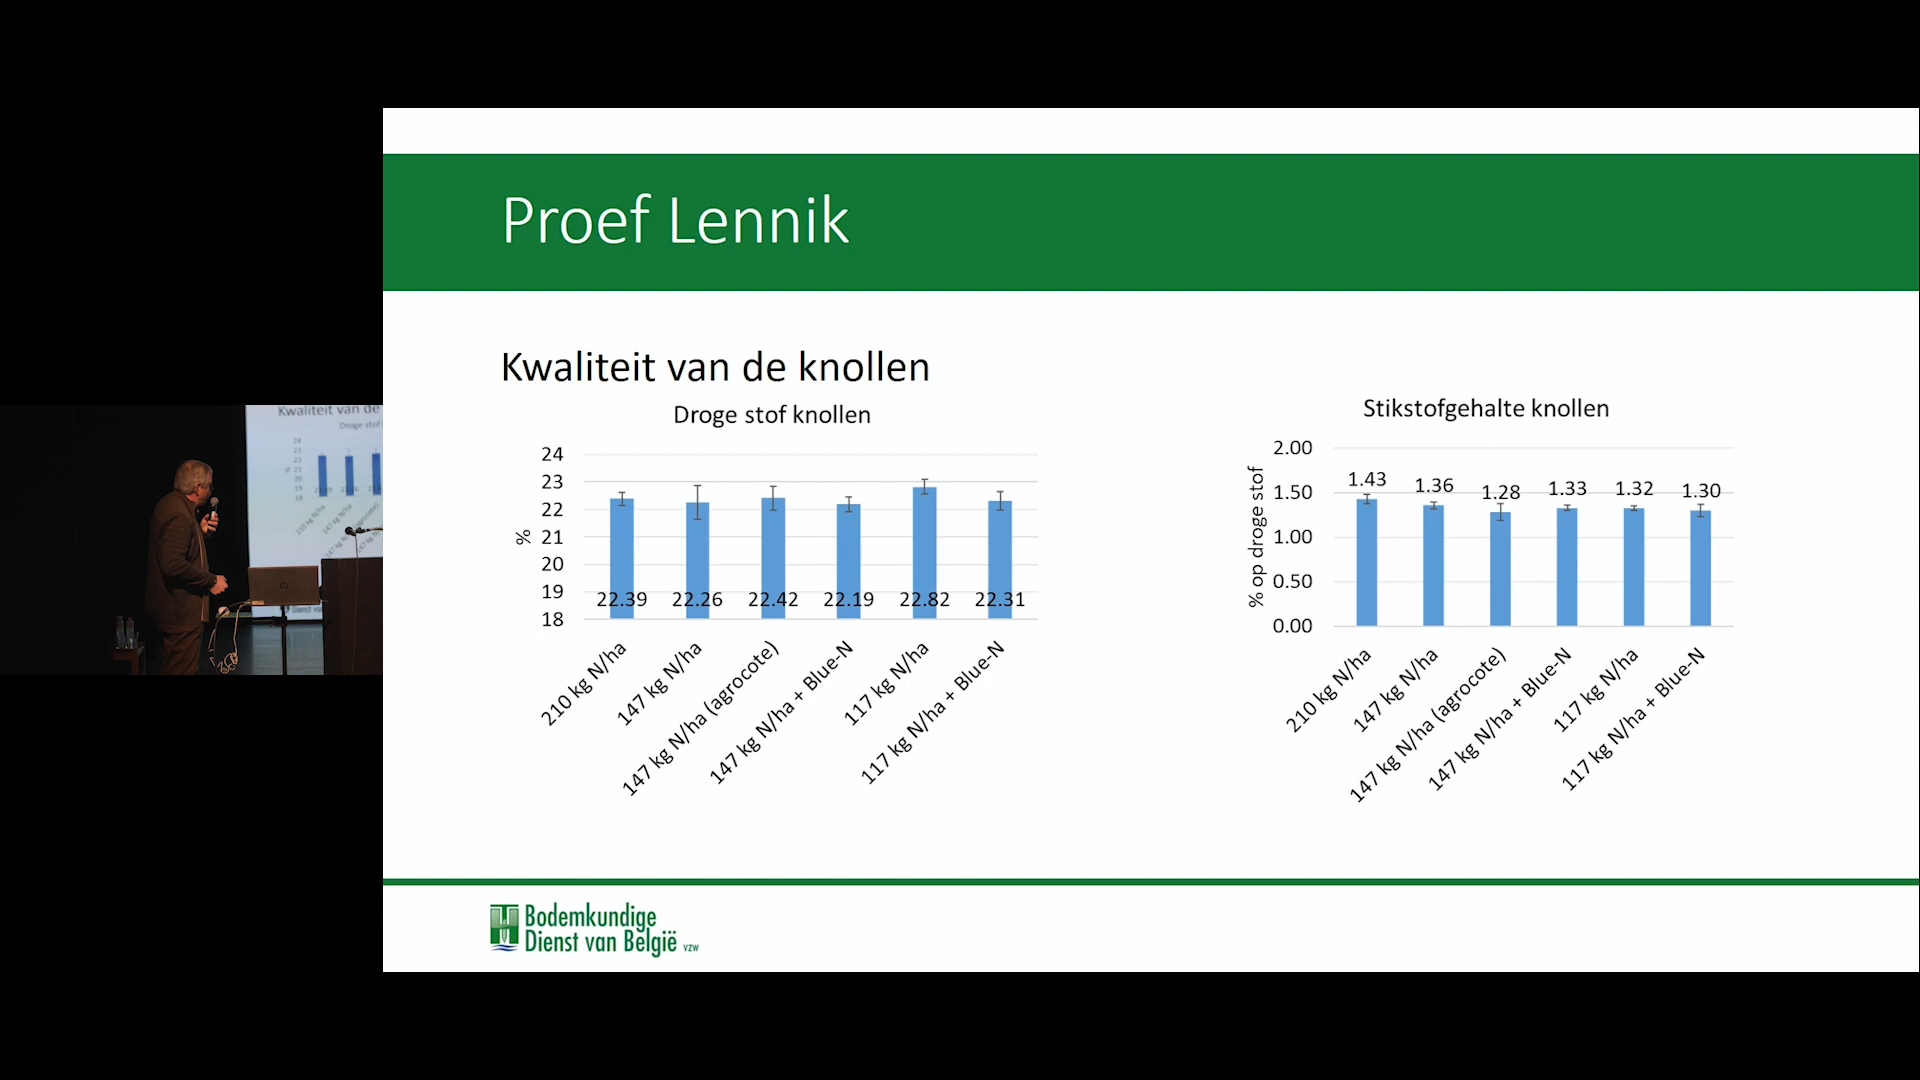 Proef Lennik
Kwaliteit van de knollen
Droge stof knollen
24
23
22
21
20
19
18
%
22.39 22.26 22.42 22.19 22.82 22.31
210 kg N/ha
147 kg N/ha
147 kg N/ha (agrocote)
147 kg N/ha + Blue-N
117 kg N/ha
117 kg N/ha + Blue-N
Stikstofgehalte knollen
2.00
1.50
1.00
0.50
0.00
% op droge stof
1.43 1.36 1.28 1.33 1.32 1.30
210 kg N/ha
147 kg N/ha
147 kg N/ha (agrocote)
147 kg N/ha + Blue-N
117 kg N/ha
117 kg N/ha + Blue-N
Bodemkundige
Dienst van België vzw
Kwaliteit van de
Droge stof